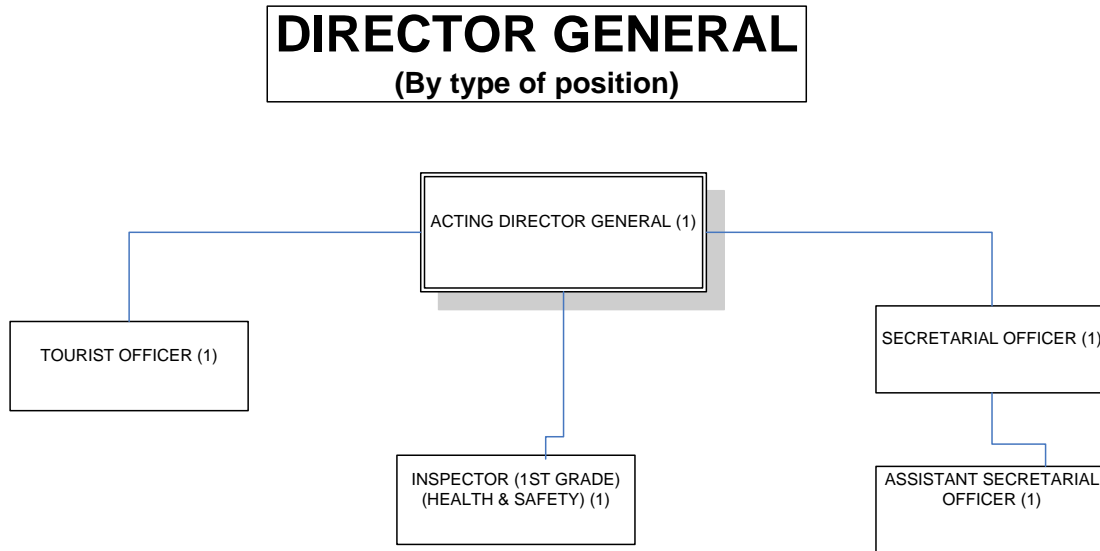 DIRECTOR GENERAL
(By type of position)
ACTING DIRECTOR GENERAL (1)
TOURIST OFFICER (1)
SECRETARIAL OFFICER (1)
INSPECTOR (1ST GRADE)
(HEALTH & SAFETY) (1)
ASSISTANT SECRETARIAL
OFFICER (1)